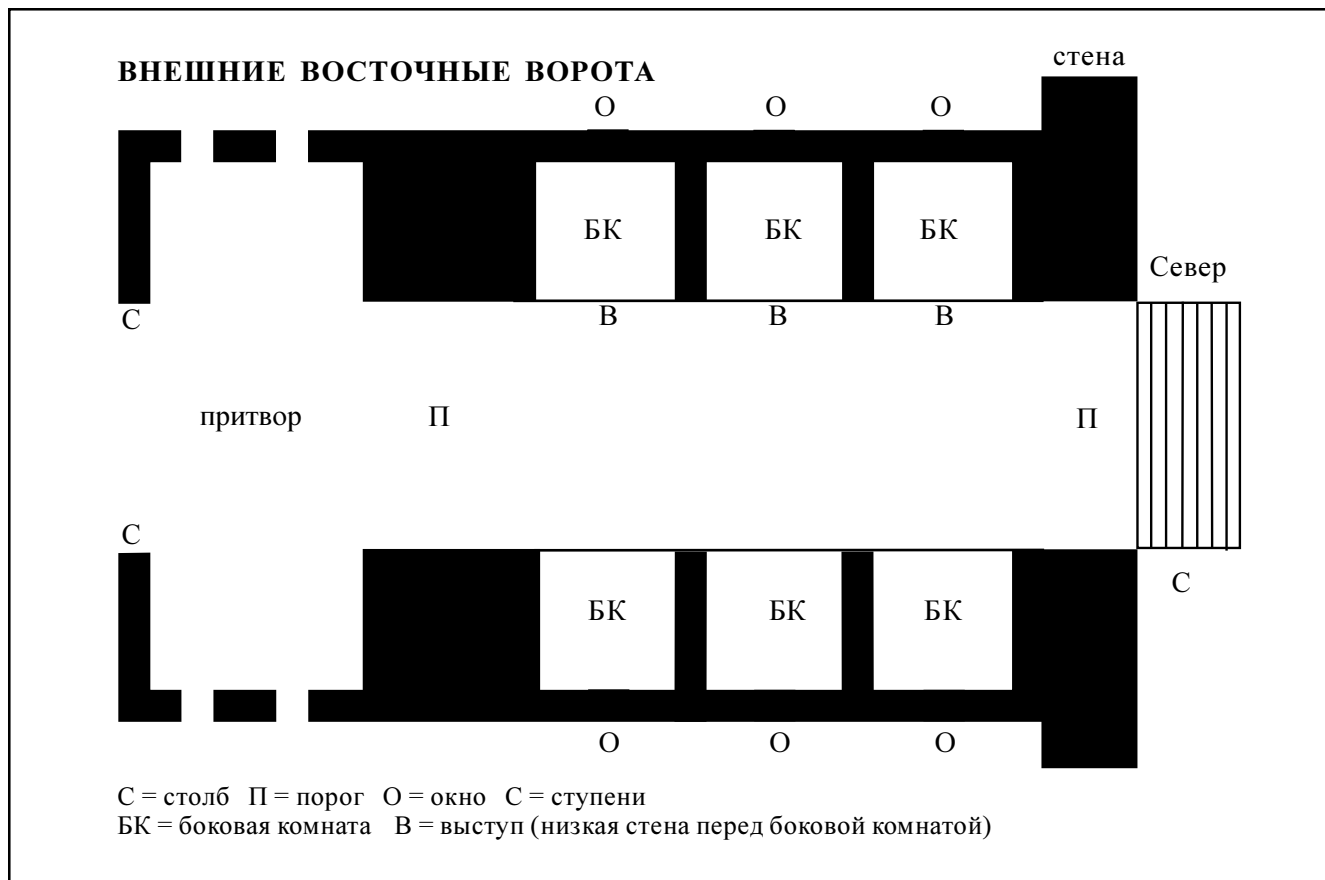 стена
ВНЕШНИЕ ВОСТОЧНЫЕ ВОРОТА
О О О
БК БК БК
Север
С В В В
притвор П П
С
С
БК БК БК
О О О
С = столб П = порог О = окно С = ступени
БК = боковая комната В = выступ (низкая стена перед боковой комнатой)